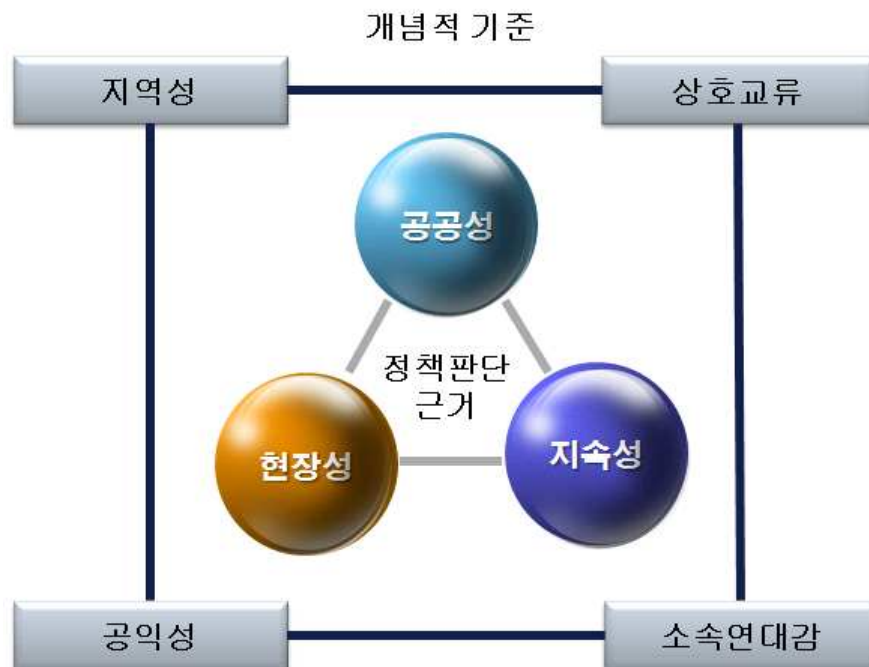 개념적 기준
지역성
상호교류
공공성
정책판단
근거
현장성
지속성
공익성
소속연대감